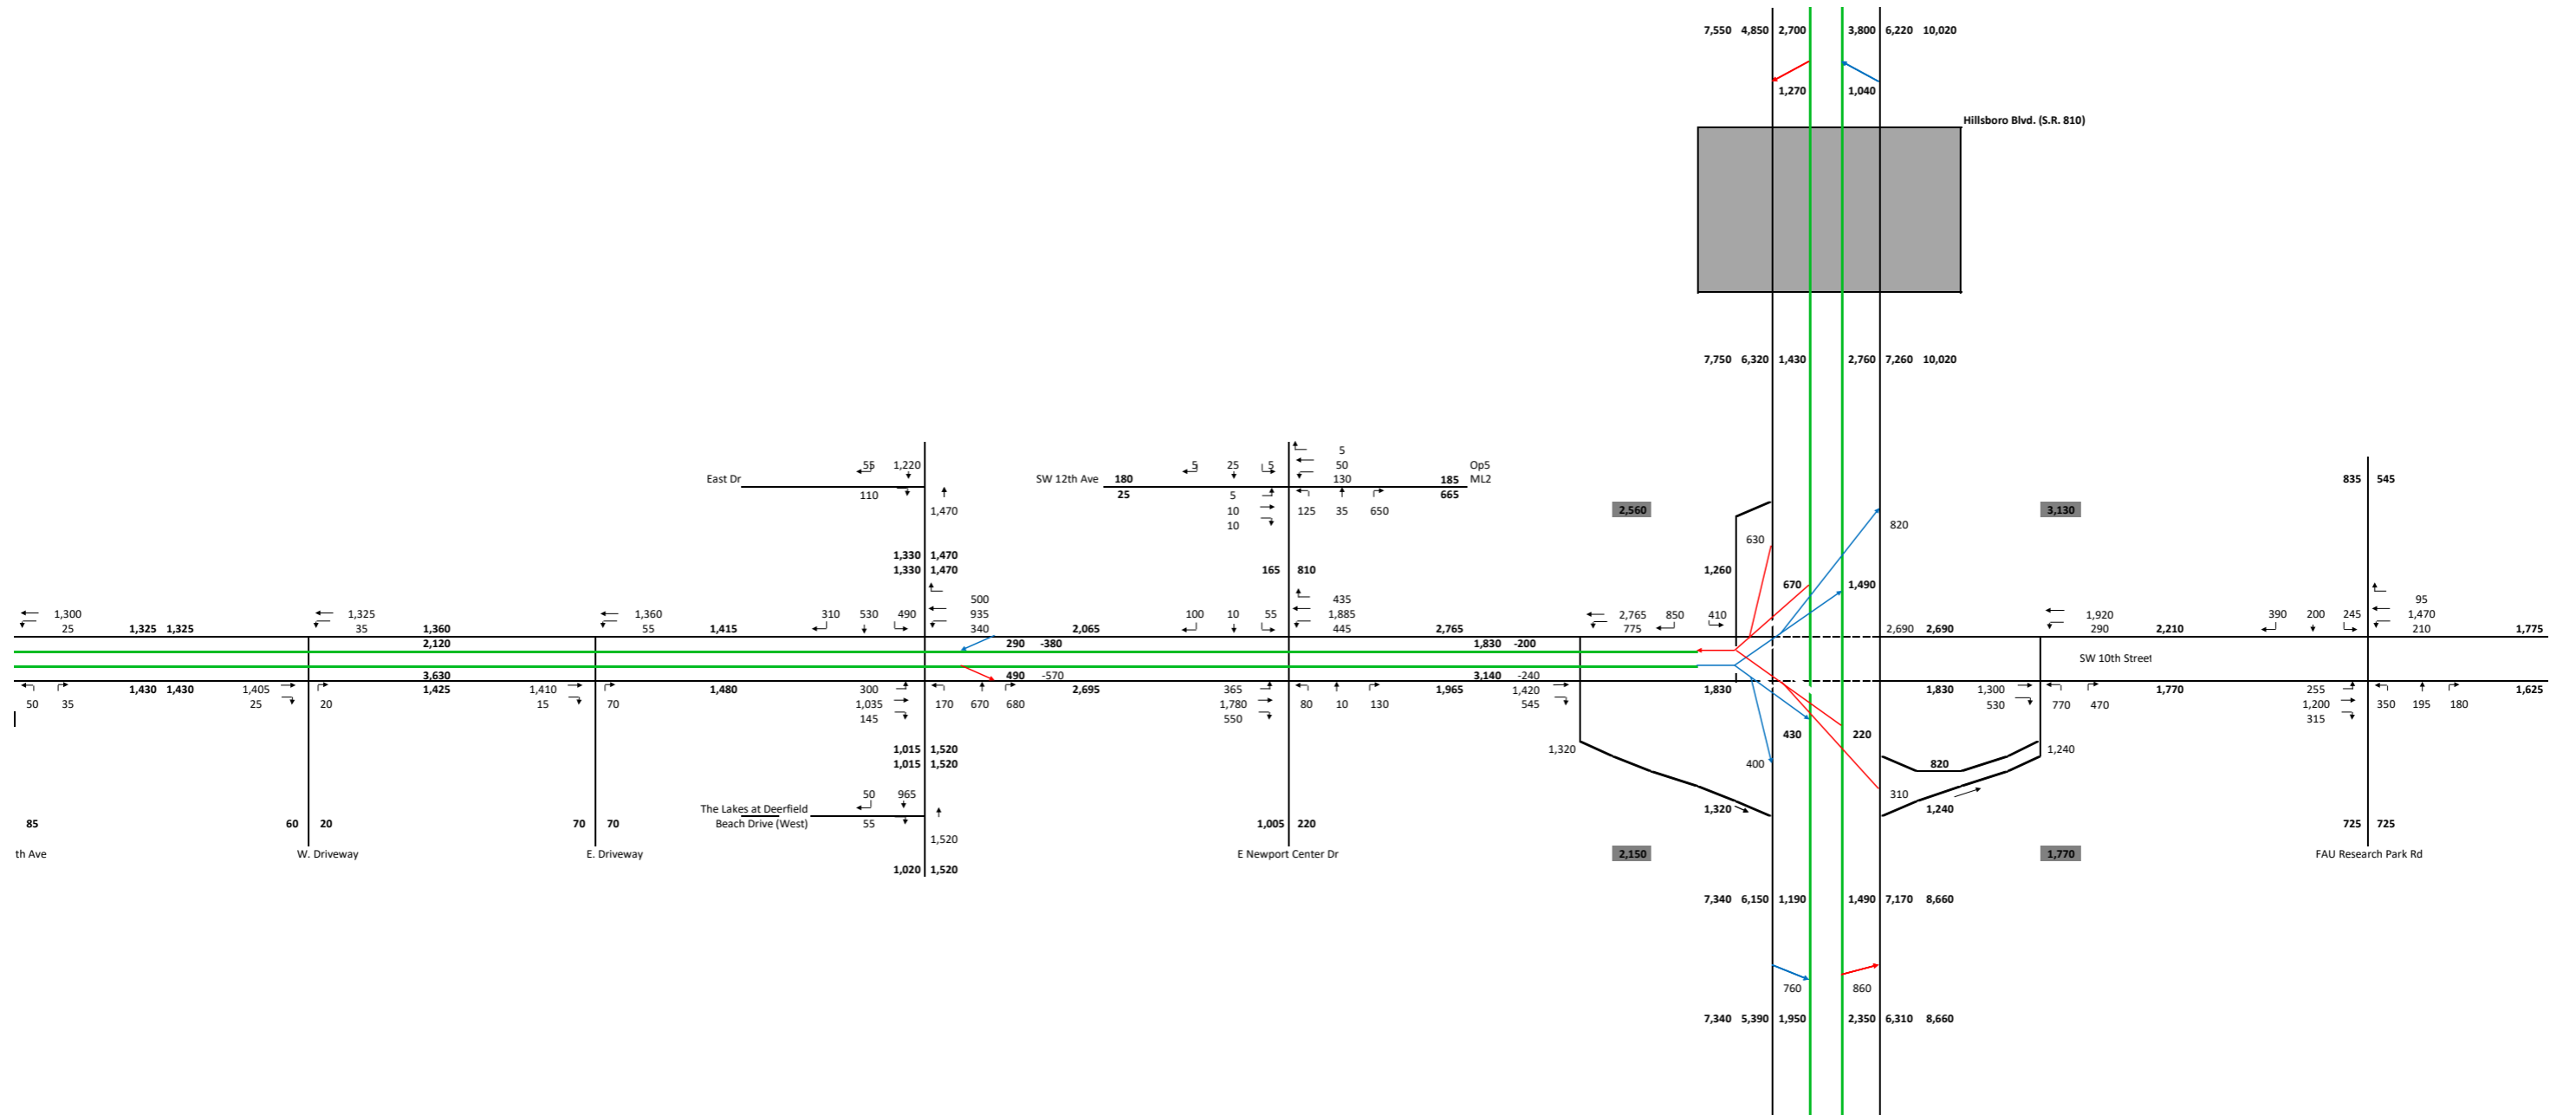 7,550 4,850 2,700 3,800 6,220 10,020
1,270 1,040
Hillsboro Blvd. (S.R. 810)
7,750 6,320 1,430 2,760 7,260 10,020
5
55 1,220 5 25 5 50 Op5
East Dr SW 12th Ave 180 130 185 ML2 835 545
110 25 5 665
1,470 10 125 35 650 2,560 3,130
10 820
630
1,330 1,470
1,330 1,470 165 810 1,260
670 1,490
500 435 95
1,300 1,325 1,360 310 530 490 935 100 10 55 1,885 2,765 850 410 1,920 390 200 245 1,470
25 1,325 1,325 35 1,360 55 1,415 340 2,065 445 2,765 775 2,690 2,690 290 2,210 210 1,775
2,120 290 -380 1,830 -200
SW 10th Street
3,630 490 -570 3,140 -240
1,430 1,430 1,405 1,425 1,410 1,480 300 2,695 365 1,965 1,420 1,830 1,830 1,300 1,770 255 1,625
50 35 25 20 15 70 1,035 170 670 680 1,780 80 10 130 545 530 770 470 1,200 350 195 180
145 550 315
430 220
1,015 1,520 1,320 1,240
1,015 1,520 400 820
50 965 310
The Lakes at Deerfield 1,320 1,240
Beach Drive (West) 55
85 60 20 70 70 1,005 220 725 725
1,520
th Ave W. Driveway E. Driveway E Newport Center Dr 2,150 1,770 FAU Research Park Rd
1,020 1,520
7,340 6,150 1,190 1,490 7,170 8,660
760 860
7,340 5,390 1,950 2,350 6,310 8,660